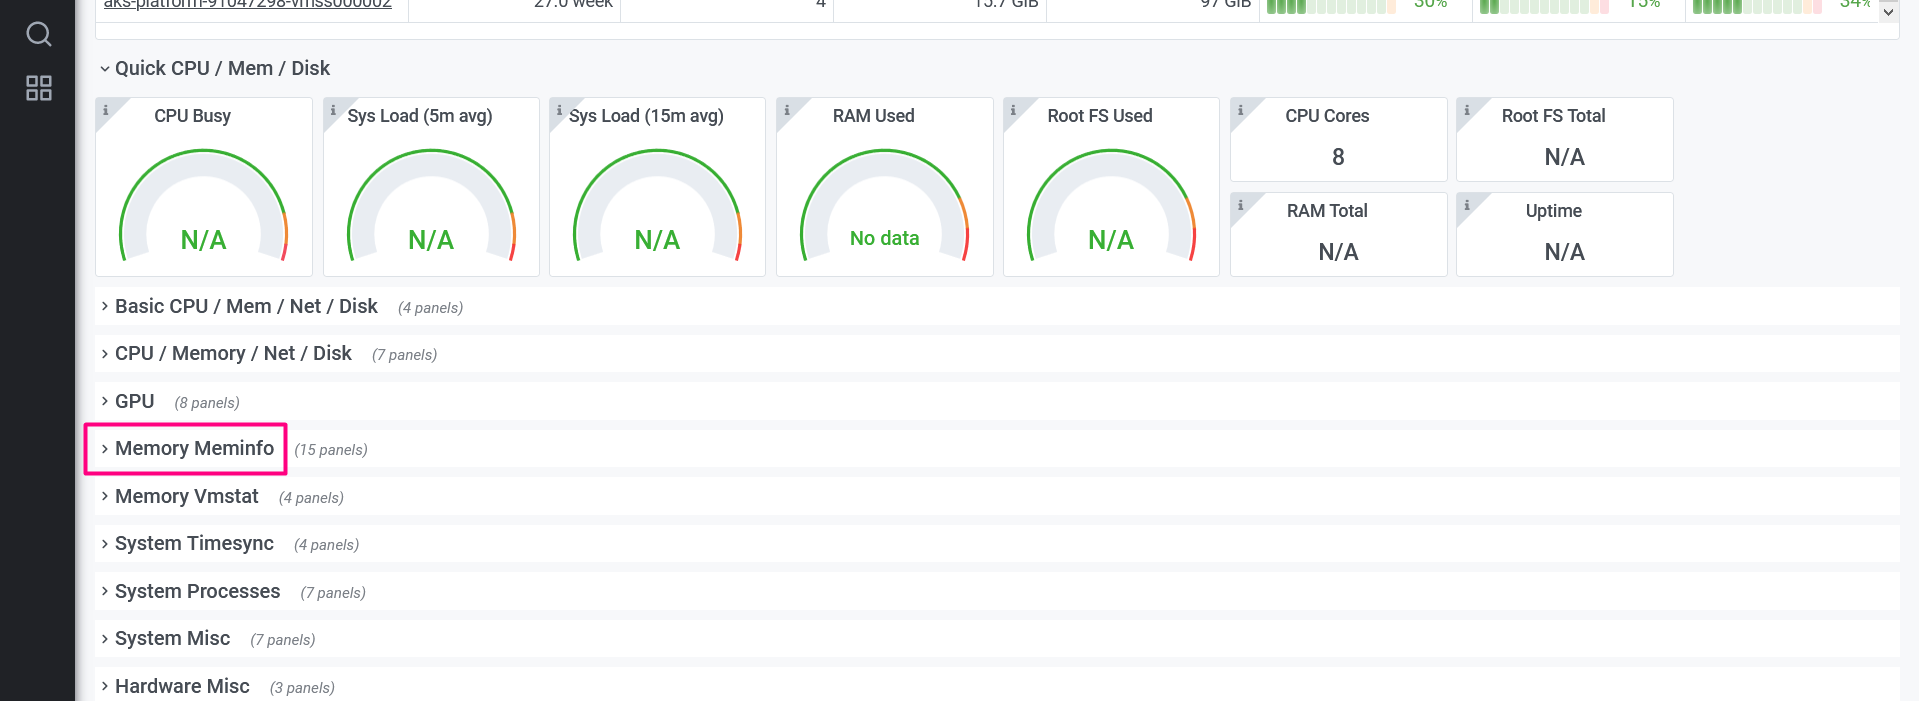 aks-platform-91047298-vmss000002 27.0 week 4 15.7 GiB 97 GiB 30% 15% 34%
Quick CPU / Mem / Disk
CPU Busy
N/A
Sys Load (5m avg)
N/A
Sys Load (15m avg)
N/A
RAM Used
No data
Root FS Used
N/A
CPU Cores
8
Root FS Total
N/A
RAM Total
N/A
Uptime
N/A
Basic CPU / Mem / Net / Disk (4 panels)
CPU / Memory / Net / Disk (7 panels)
GPU (8 panels)
Memory Meminfo (15 panels)
Memory Vmstat (4 panels)
System Timesync (4 panels)
System Processes (7 panels)
System Misc (7 panels)
Hardware Misc (3 panels)